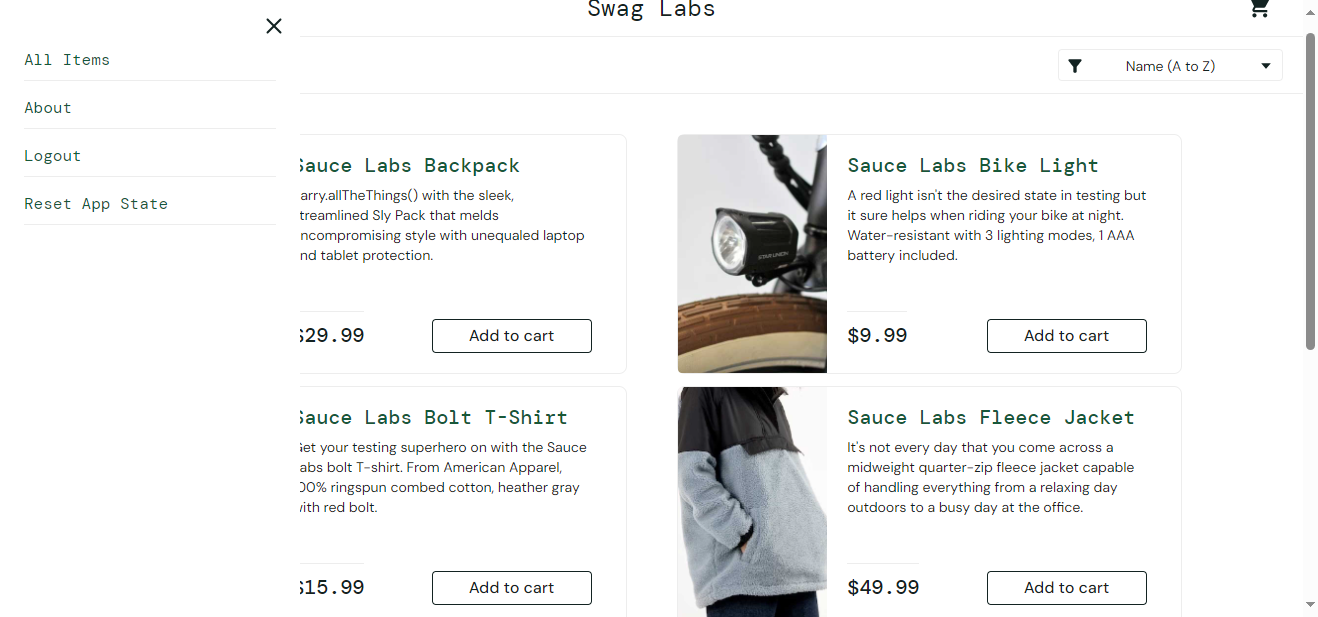 Swag Labs
All Items
About
Logout
Reset App State
Name (A to Z)
Sauce Labs Backpack
arry.allTheThings() with the sleek,
treamlined Sly Pack that melds
ncompromising style with unequaled laptop
nd tablet protection.
$29.99
Add to cart
Sauce Labs Bike Light
A red light isn't the desired state in testing but
it sure helps when riding your bike at night.
Water-resistant with 3 lighting modes, 1 AAA
battery included.
$9.99
Add to cart
STAR UNION
Sauce Labs Bolt T-Shirt
Get your testing superhero on with the Sauce
abs bolt T-shirt. From American Apparel,
00% ringspun combed cotton, heather gray
with red bolt.
$15.99
Add to cart
Sauce Labs Fleece Jacket
It's not every day that you come across a
midweight quarter-zip fleece jacket capable
of handling everything from a relaxing day
outdoors to a busy day at the office.
$49.99
Add to cart